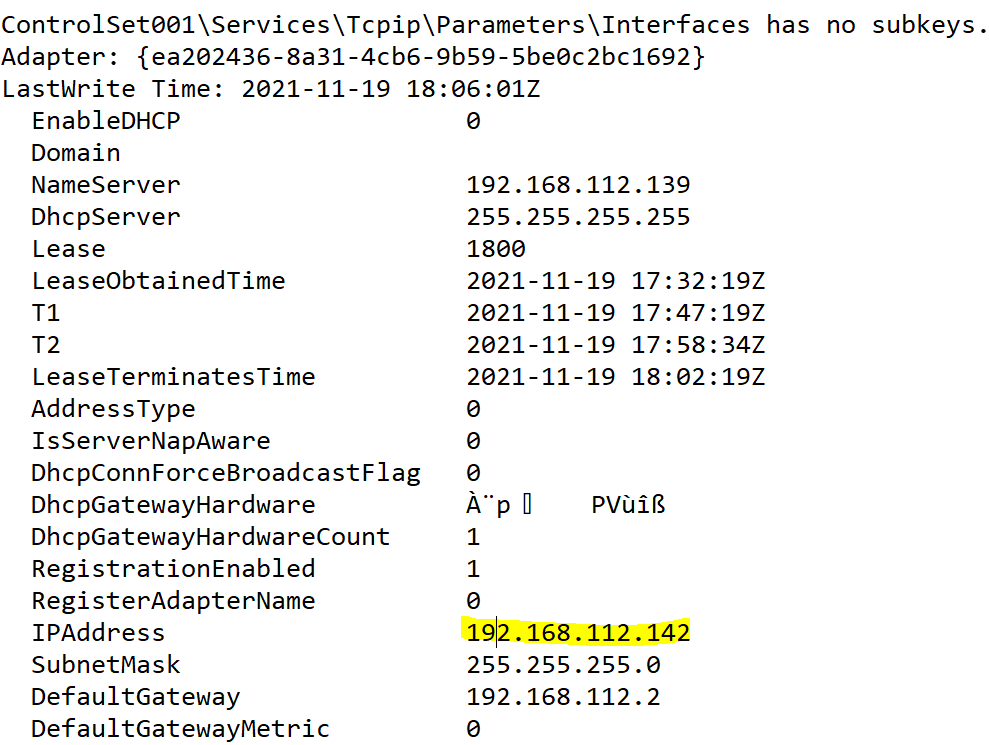 ControlSet001\Services\Tcpip\Parameters\Interfaces has no subkeys.
Adapter: {ea202436-8a31-4cb6-9b59-5be0c2bc1692}
LastWrite Time: 2021-11-19 18:06:01Z
EnableDHCP 0
Domain
NameServer 192.168.112.139
DhcpServer 255.255.255.255
Lease 1800
LeaseObtainedTime 2021-11-19 17:32:19Z
T1 2021-11-19 17:47:19Z
T2 2021-11-19 17:58:34Z
LeaseTerminatesTime 2021-11-19 18:02:19Z
AddressType 0
IsServerNapAware 0
DhcpConnForceBroadcastFlag 0
DhcpGatewayHardware À¨p▯ PVùîß
DhcpGatewayHardwareCount 1
RegistrationEnabled 1
RegisterAdapterName 0
IPAddress 192.168.112.142
SubnetMask 255.255.255.0
DefaultGateway 192.168.112.2
DefaultGatewayMetric 0